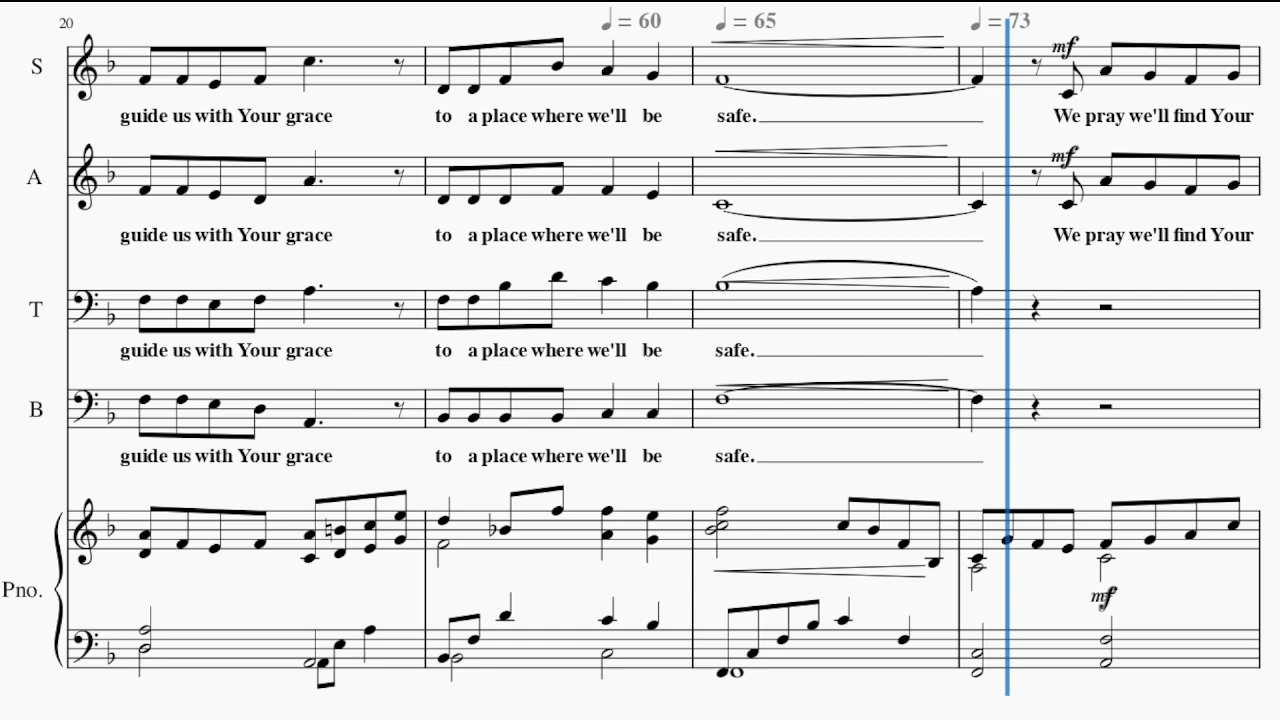 20
♩ = 60 ♩ = 65 ♩ = 73
S
mf
guide us with Your grace to a place where we'll be safe. We pray we'll find Your
A
mf
guide us with Your grace to a place where we'll be safe. We pray we'll find Your
T
guide us with Your grace to a place where we'll be safe.
B
guide us with Your grace to a place where we'll be safe.
Pno.
mf